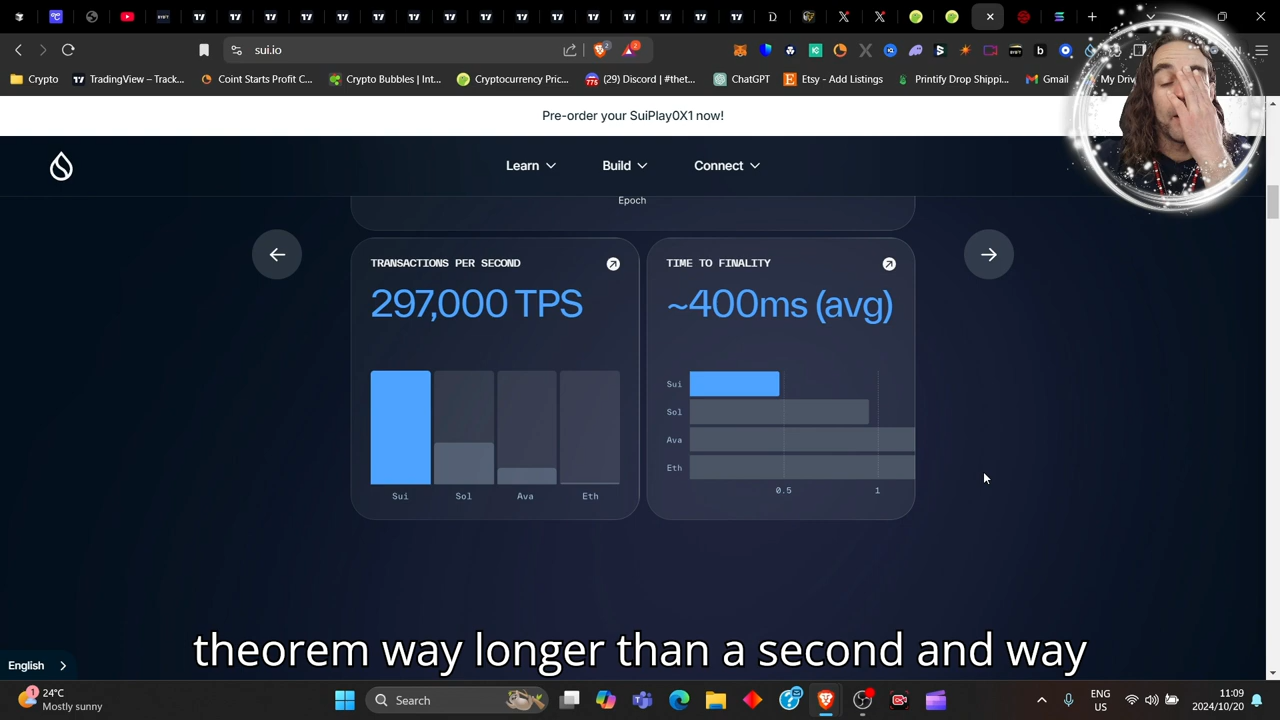 sui.io
2
2
Crypto
TradingView – Track...
Coint Starts Profit C...
Crypto Bubbles | Int...
Cryptocurrency Pric...
(29) Discord | #thet...
ChatGPT
Etsy - Add Listings
Printify Drop Shippi...
Gmail
My Driv
Pre-order your SuiPlay0X1 now!
Learn
Build
Connect
Epoch
TRANSACTIONS PER SECOND
297,000 TPS
Sui
Sol
Ava
Eth
TIME TO FINALITY
~400ms (avg)
Sui
Sol
Ava
Eth
0.5
1
theorem way longer than a second and way
English
1
24°C
Mostly sunny
Search
ENG
US
11:09
2024/10/20